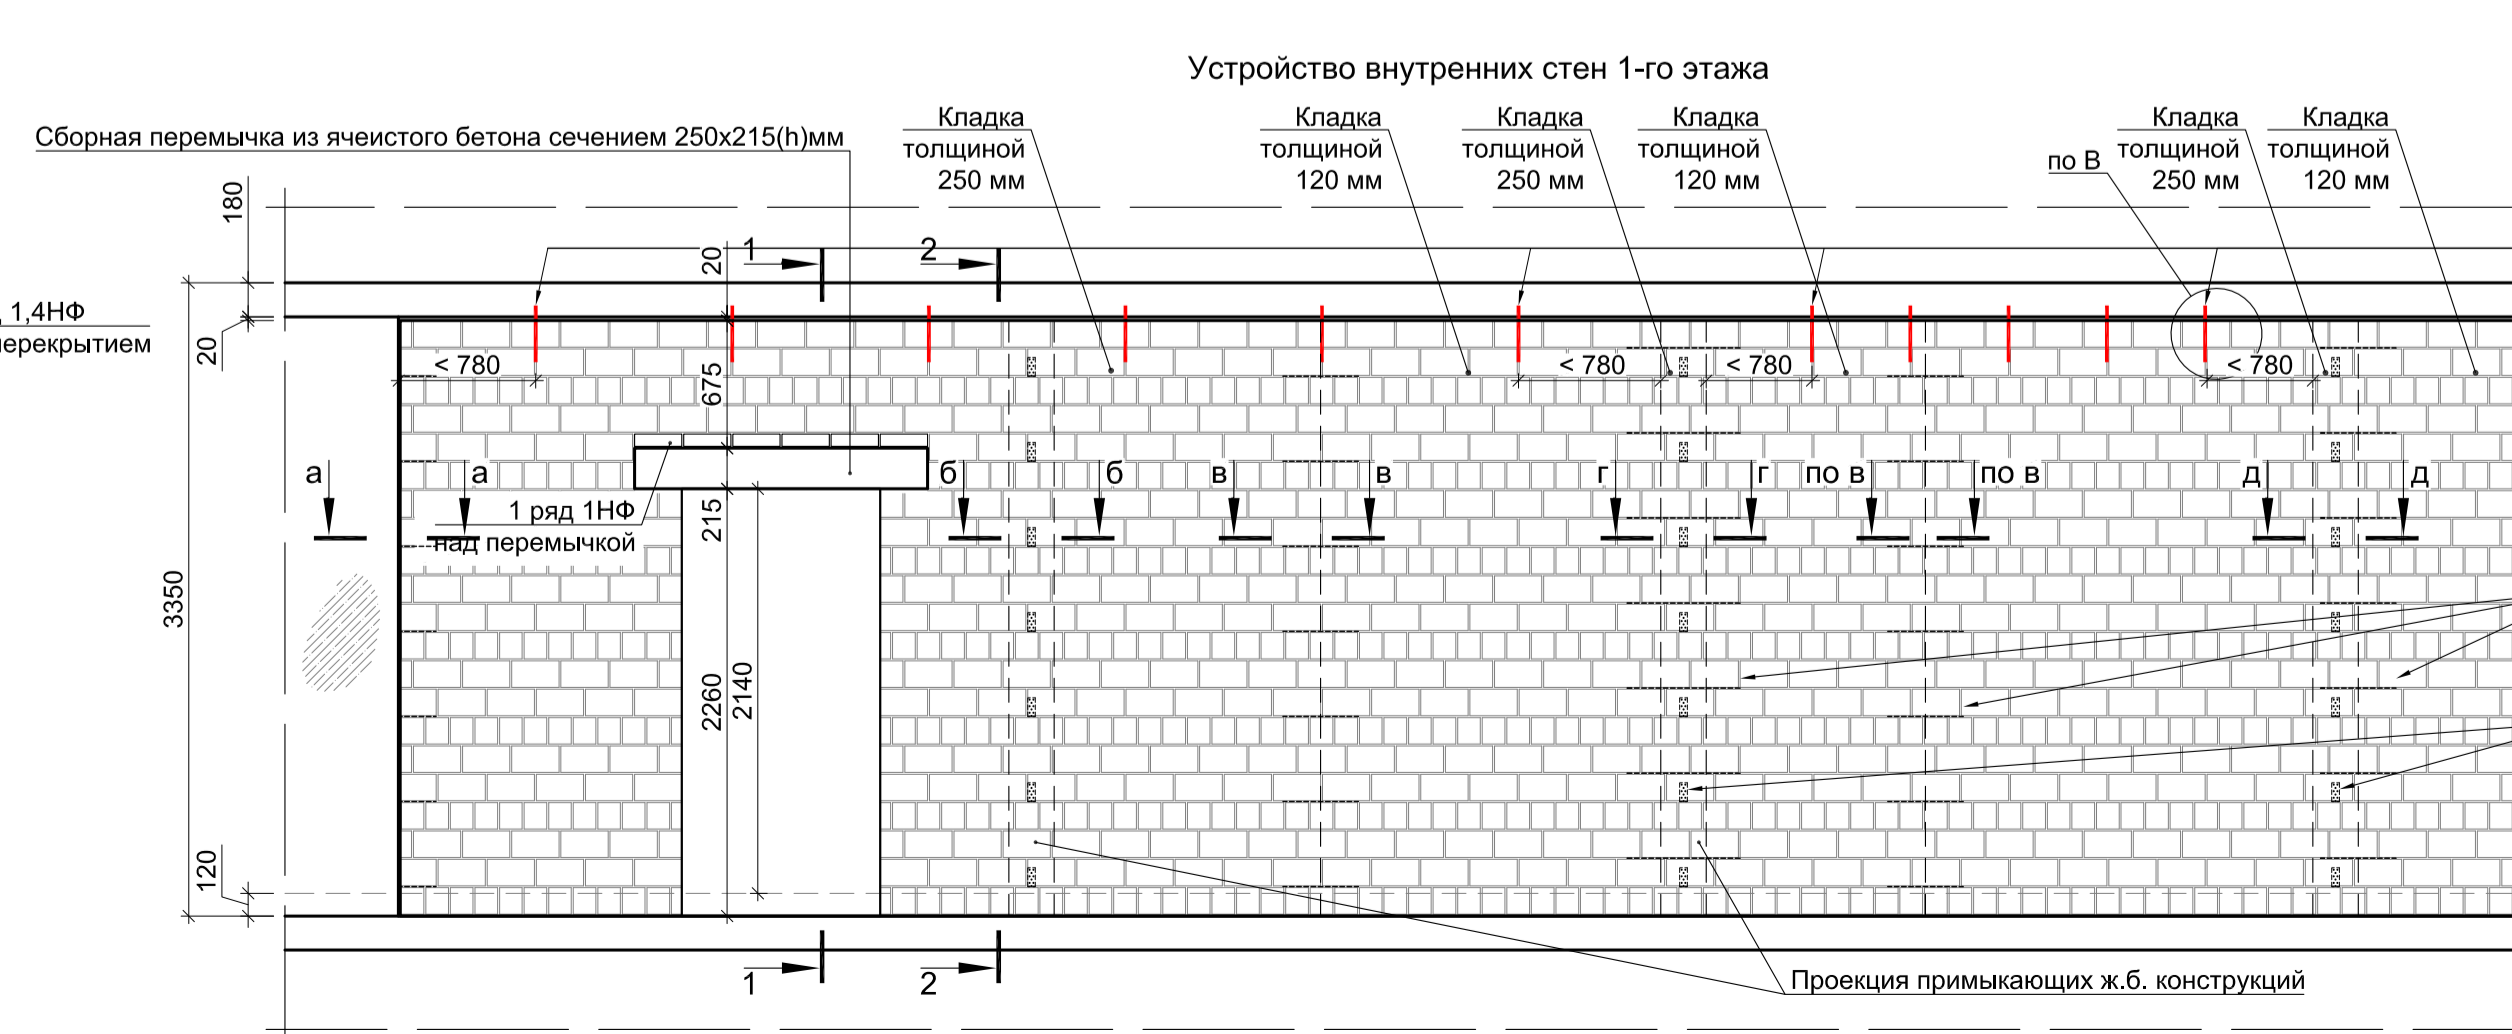 Устройство внутренних стен 1-го этажа
Сборная перемычка из ячеистого бетона сечением 250х215(h)мм
Кладка
толщиной
250 мм
Кладка
толщиной
120 мм
Кладка
толщиной
250 мм
Кладка
толщиной
120 мм
по В
Кладка
толщиной
250 мм
Кладка
толщиной
120 мм
180
20
1
2
, 1,4НФ
перекрытием
20
< 780
675
< 780
< 780
< 780
а
а
б
б
в
в
г
г
по в
по в
д
д
1 ряд 1НФ
над перемычкой
215
3350
2260
2140
120
1
2
Проекция примыкающих ж.б. конструкций